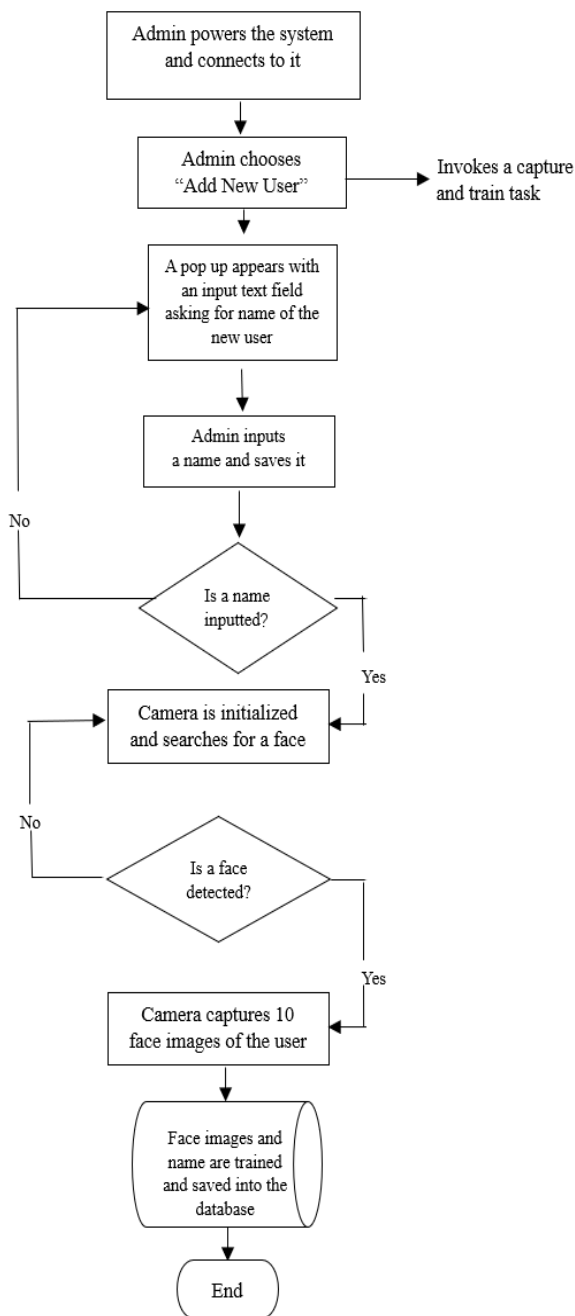 Admin powers the system
and connects to it
Admin chooses
“Add New User”
Invokes a capture
and train task
A pop up appears with
an input text field
asking for name of the
new user
Admin inputs
a name and saves it
No
Is a name
inputted?
Yes
Camera is initialized
and searches for a face
No
Is a face
detected?
Yes
Camera captures 10
face images of the user
Face images and
name are trained
and saved into the
database
End